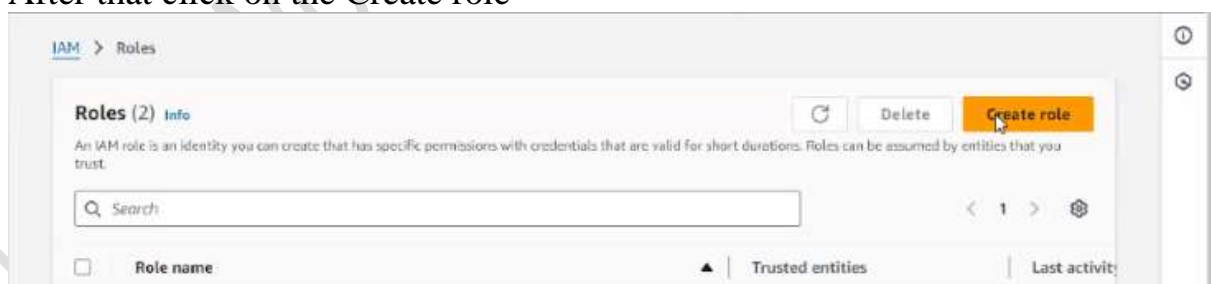 After that click on the Create role
IAM > Roles
Roles (2) Info
Delete
Create role
An IAM role is an identity you can create that has specific permissions with credentials that are valid for short durations. Roles can be assumed by entities that you
trust.
Search
< 1 >
Role name
Trusted entities
Last activity